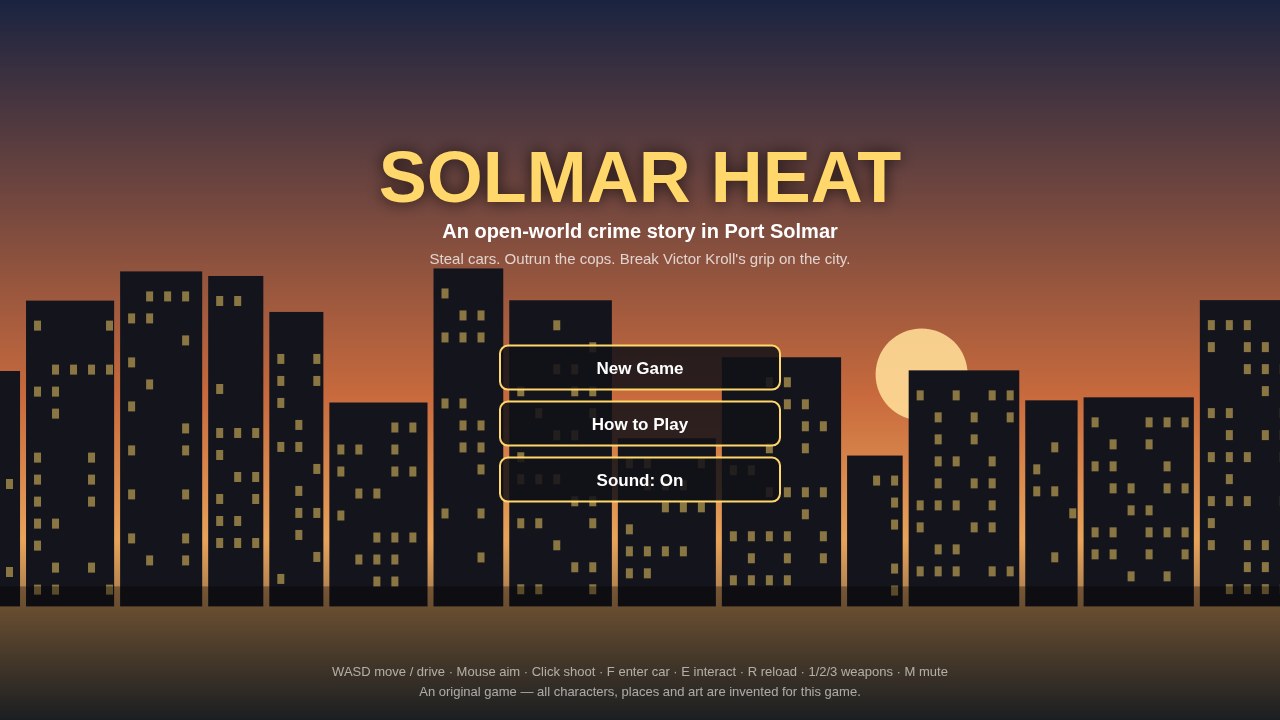 SOLMAR HEAT
An open-world crime story in Port Solmar
Steal cars. Outrun the cops. Break Victor Kroll's grip on the city.
New Game
How to Play
Sound: On
WASD move / drive · Mouse aim · Click shoot · F enter car · E interact · R reload · 1/2/3 weapons · M mute
An original game — all characters, places and art are invented for this game.